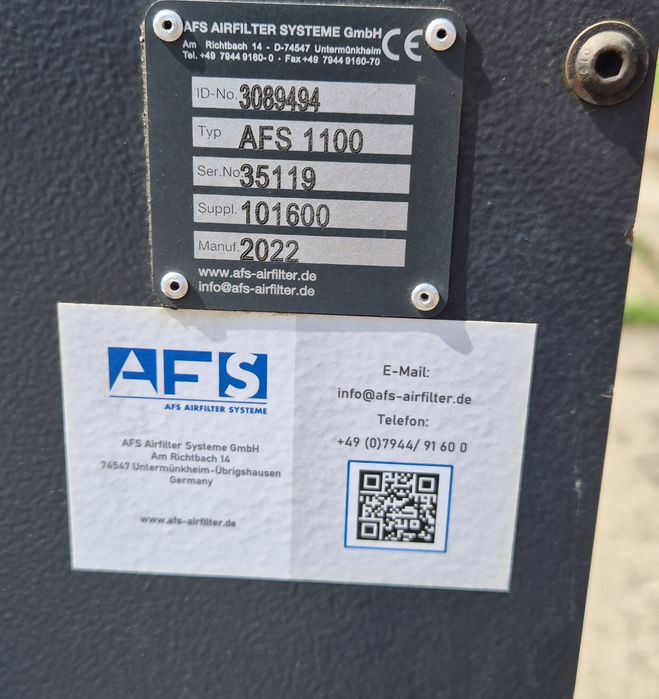 AFS AIRFILTER SYSTEME GmbH
Am Richtbach 14 - D-74547 Untermünkheim
Tel. +49 7944 9160-0 · Fax +49 7944 9160-70
CE
ID-No. 3089494
Typ AFS 1100
Ser.No. 35119
Suppl. 101600
Manuf. 2022
www.afs-airfilter.de
info@afs-airfilter.de
AFS
AFS AIRFILTER SYSTEME
AFS Airfilter Systeme GmbH
Am Richtbach 14
74547 Untermünkheim-Übrigshausen
Germany
www.afs-airfilter.de
E-Mail:
info@afs-airfilter.de
Telefon:
+49 (0)7944/ 91 60 0